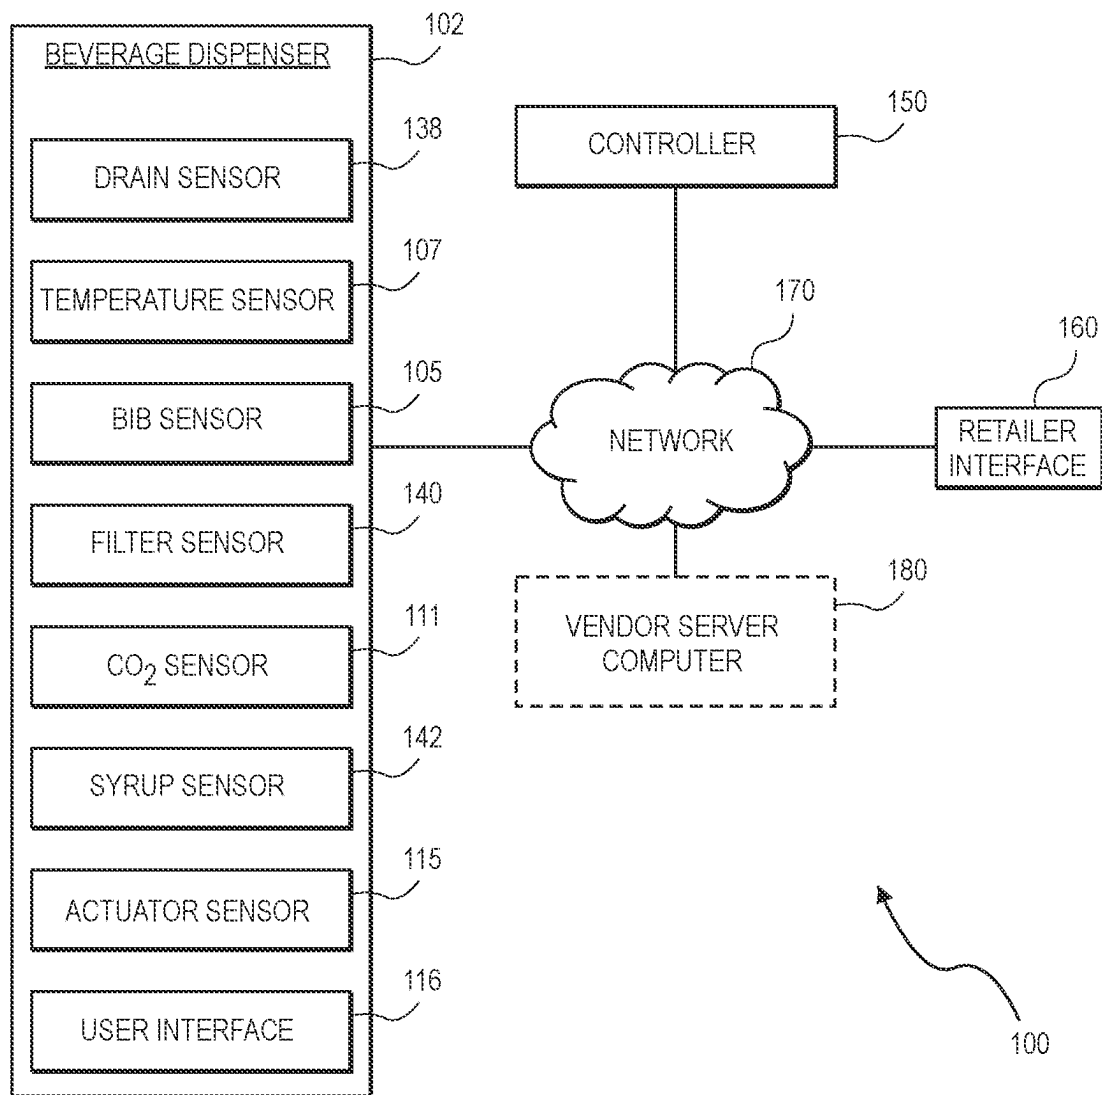 BEVERAGE DISPENSER
102
DRAIN SENSOR
138
TEMPERATURE SENSOR
107
BIB SENSOR
105
FILTER SENSOR
140
CO2 SENSOR
111
SYRUP SENSOR
142
ACTUATOR SENSOR
115
USER INTERFACE
116
CONTROLLER
150
NETWORK
170
RETAILER
INTERFACE
160
VENDOR SERVER
COMPUTER
180
100